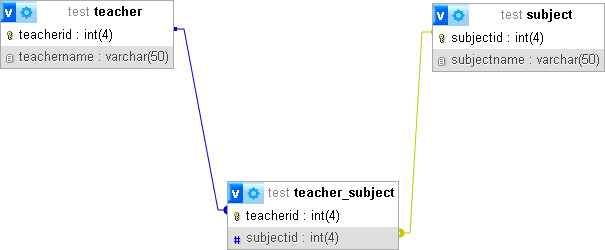 v test teacher
teacherid : int(4)
teachername : varchar(50)
v test subject
subjectid : int(4)
subjectname : varchar(50)
v test teacher_subject
teacherid : int(4)
# subjectid : int(4)